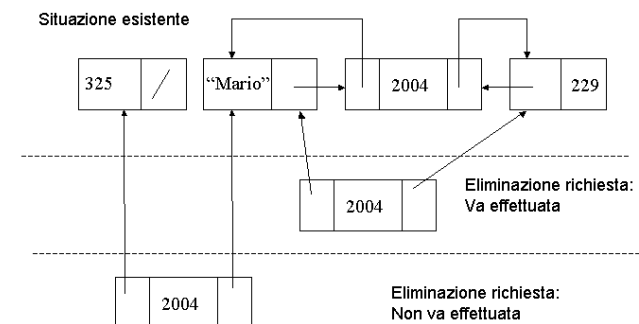 Situazione esistente
325
“Mario”
2004
229
2004
Eliminazione richiesta:
Va effettuata
2004
Eliminazione richiesta:
Non va effettuata